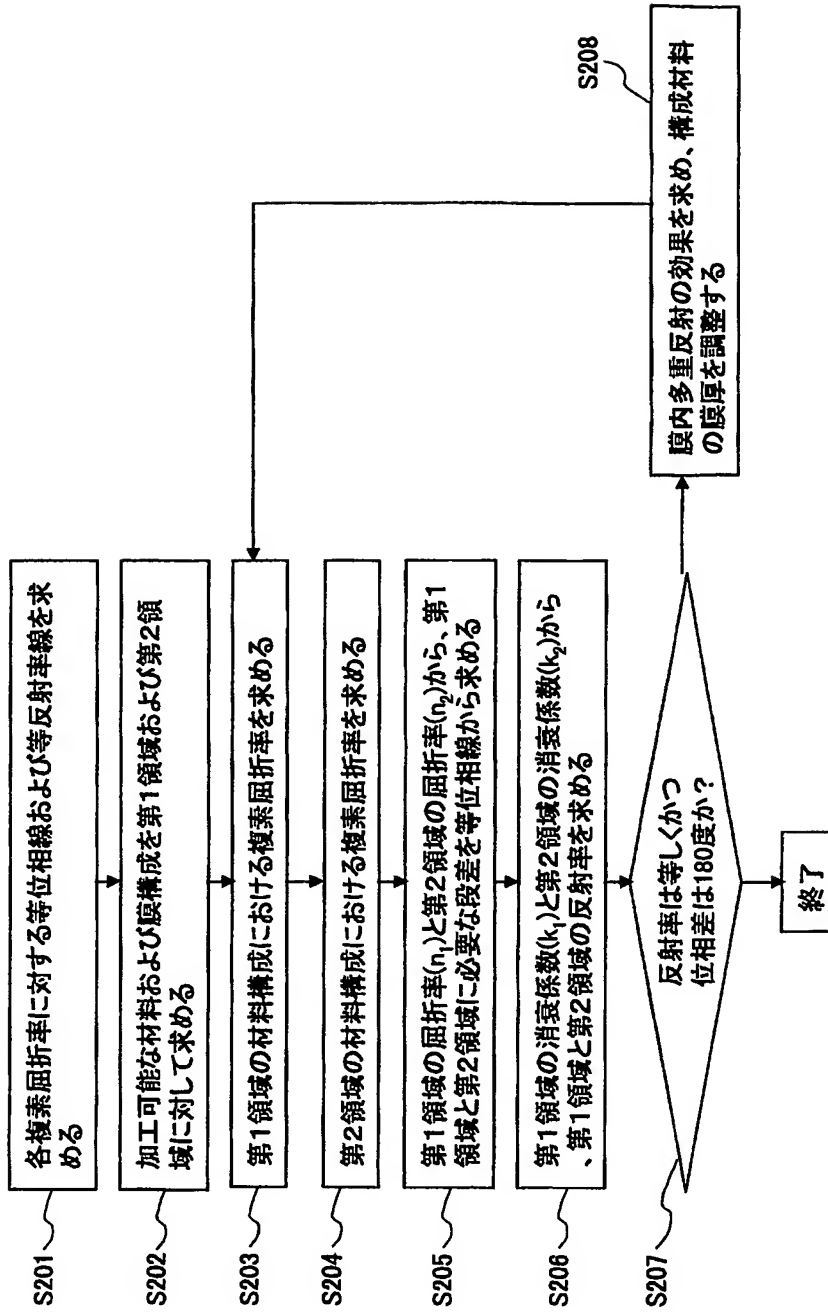 S201
各複素屈折率に対する等位相線および等反射率線を求
める
S202
加工可能な材料および膜構成を第1領域および第2領
域に対して求める
S203
第1領域の材料構成における複素屈折率を求める
S204
第2領域の材料構成における複素屈折率を求める
S205
第1領域の屈折率(n₁)と第2領域の屈折率(n₂)から、第1
領域と第2領域に必要な段差を等位相線から求める
S206
第1領域の消衰係数(k₁)と第2領域の消衰係数(k₂)から
、第1領域と第2領域の反射率を求める
S207
反射率は等しくかつ
位相差は180度か?
S208
膜内多重反射の効果を求め、構成材料
の膜厚を調整する
終了